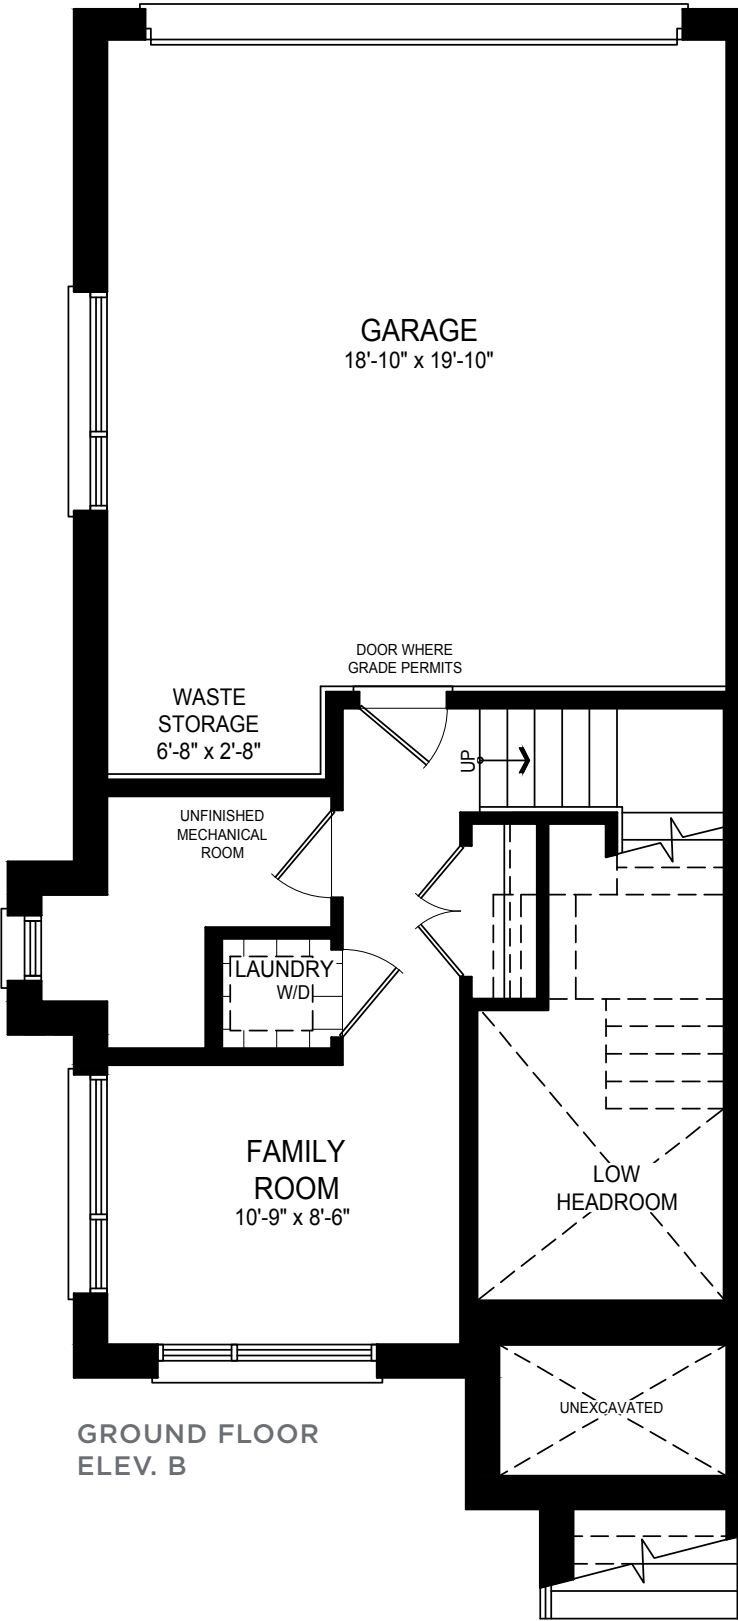 GARAGE
18'-10" x 19'-10"
DOOR WHERE
GRADE PERMITS
WASTE
STORAGE
6'-8" x 2'-8"
UP
UNFINISHED
MECHANICAL
ROOM
LAUNDRY
W/D
FAMILY
ROOM
10'-9" x 8'-6"
LOW
HEADROOM
UNEXCAVATED
GROUND FLOOR
ELEV. B